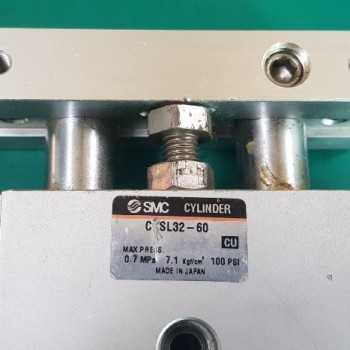 SMC CYLINDER
SL32-60
CU
MAX.PRESS
0.7 MPa 7.1 Kgf/cm² 100 PSI
MADE IN JAPAN